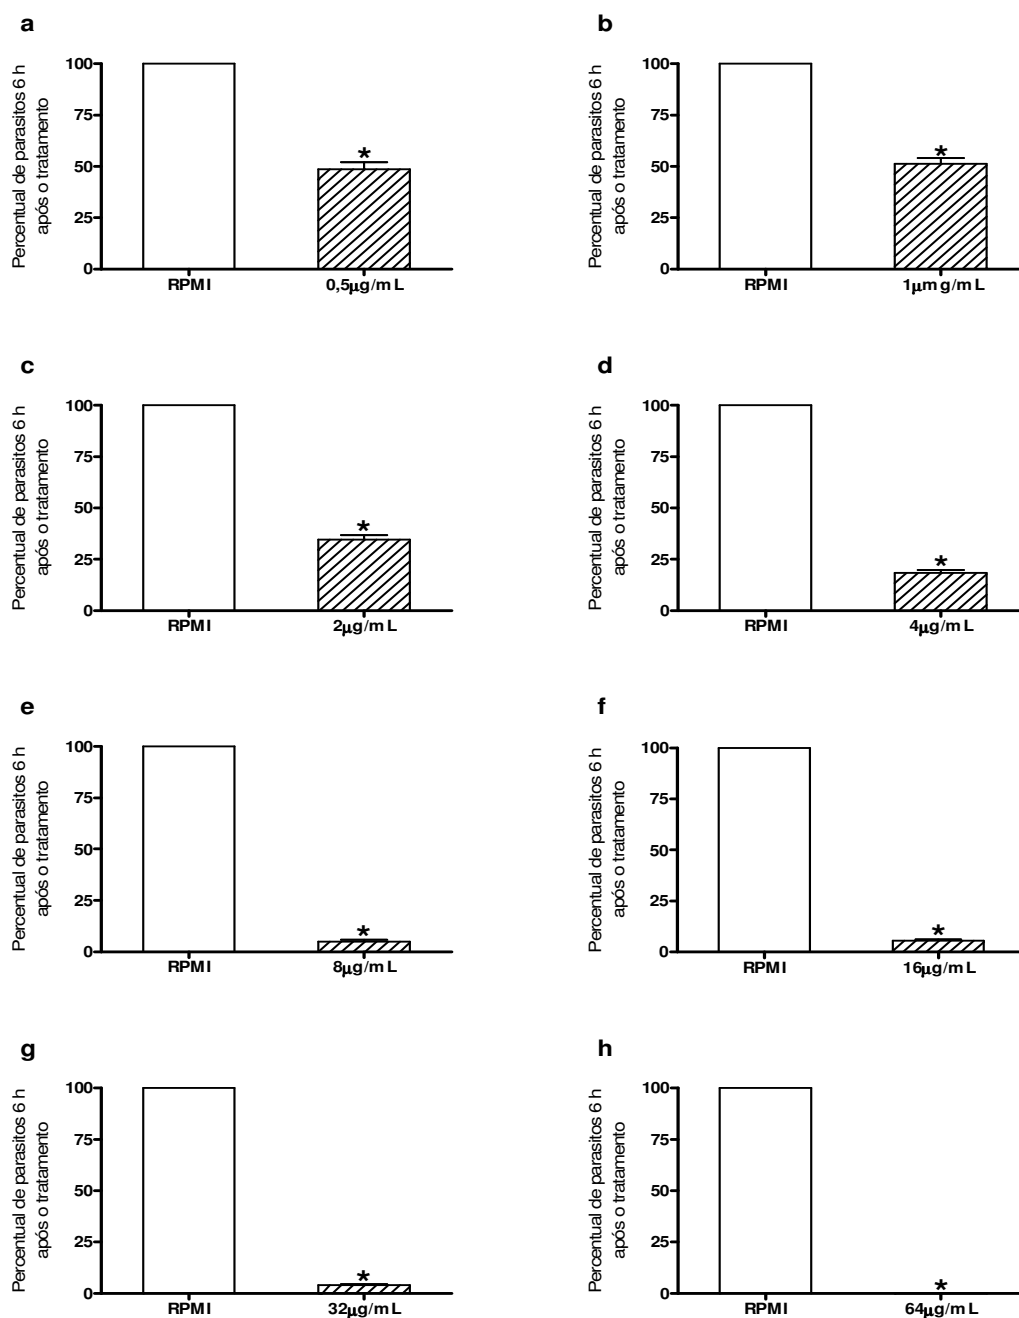 a
Percentual de parasitos 6 h
após o tratamento
100
75
50
25
0
*
RPMI
0,5µg/mL
b
Percentual de parasitos 6 h
após o tratamento
100
75
50
25
0
*
RPMI
1µmg/mL
c
Percentual de parasitos 6 h
após o tratamento
100
75
50
25
0
*
RPMI
2µg/mL
d
Percentual de parasitos 6 h
após o tratamento
100
75
50
25
0
*
RPMI
4µg/mL
e
Percentual de parasitos 6 h
após o tratamento
100
75
50
25
0
*
RPMI
8µg/mL
f
Percentual de parasitos 6 h
após o tratamento
100
75
50
25
0
*
RPMI
16µg/mL
g
Percentual de parasitos 6 h
após o tratamento
100
75
50
25
0
*
RPMI
32µg/mL
h
Percentual de parasitos 6 h
após o tratamento
100
75
50
25
0
*
RPMI
64µg/mL